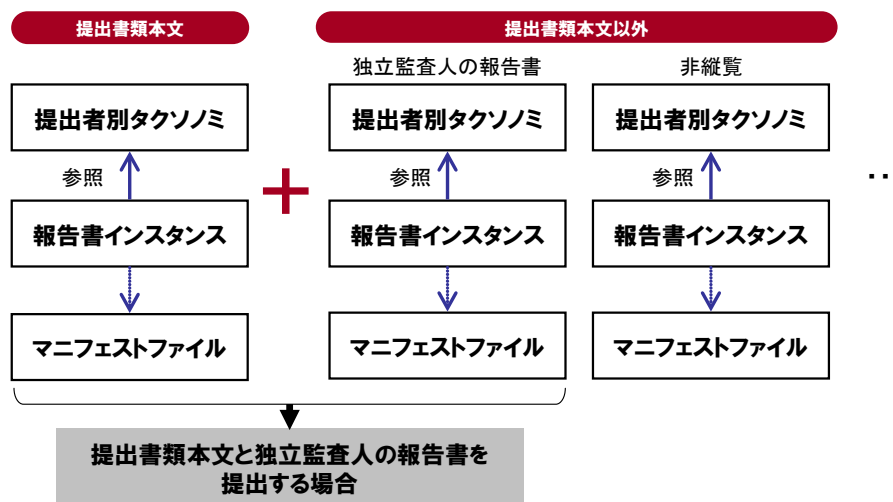 提出書類本文
提出書類本文以外
独立監査人の報告書
非縦覧
提出者別タクソノミ
提出者別タクソノミ
提出者別タクソノミ
参照
参照
参照
報告書インスタンス
報告書インスタンス
報告書インスタンス
マニフェストファイル
マニフェストファイル
マニフェストファイル
提出書類本文と独立監査人の報告書を
提出する場合